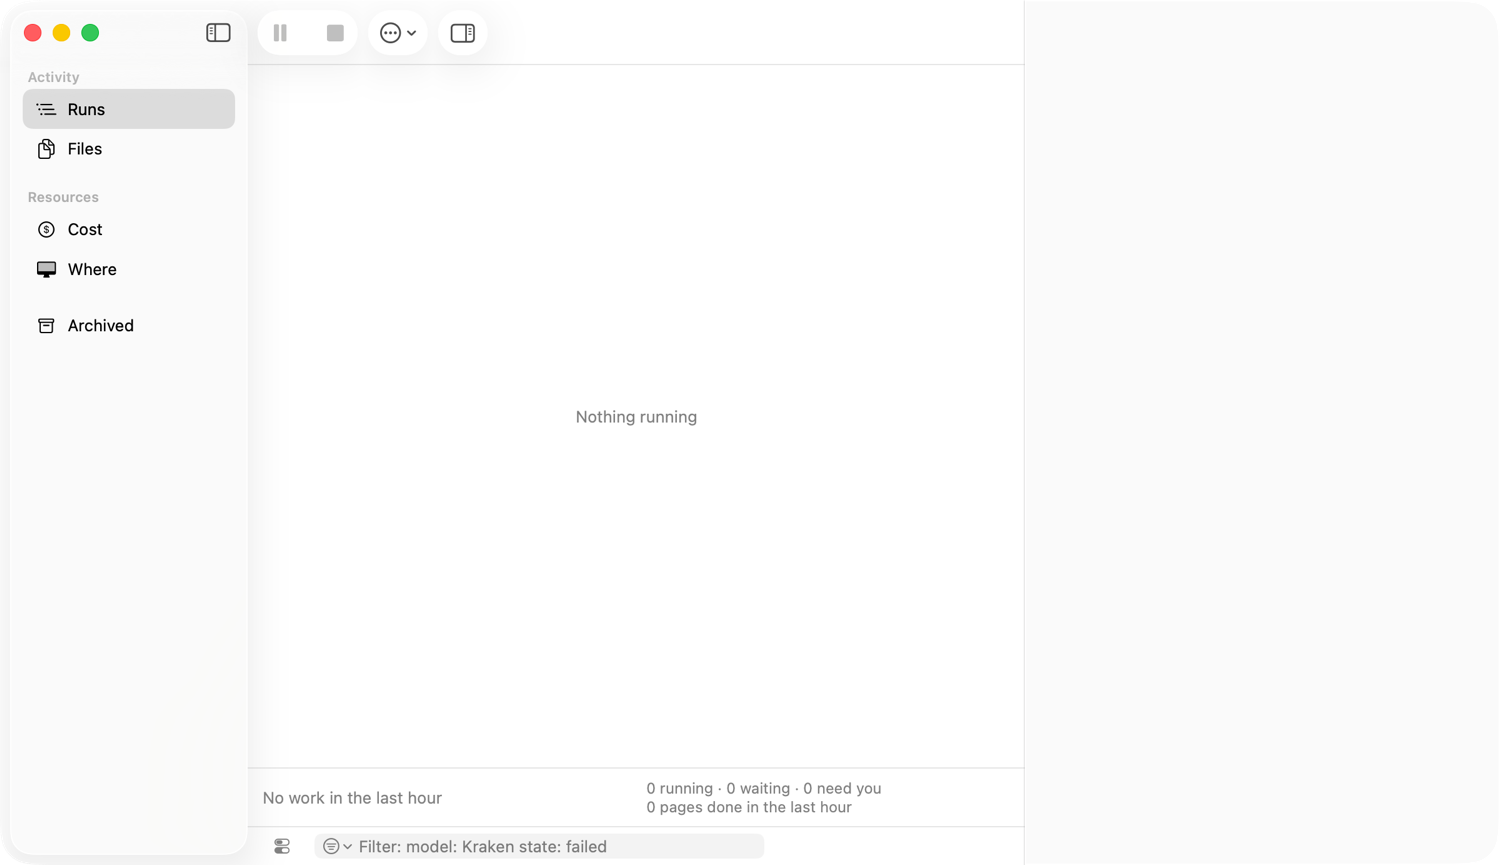 Activity
Runs
Files
Resources
Cost
Where
Archived
Nothing running
No work in the last hour
0 running · 0 waiting · 0 need you
0 pages done in the last hour
Filter: model: Kraken state: failed